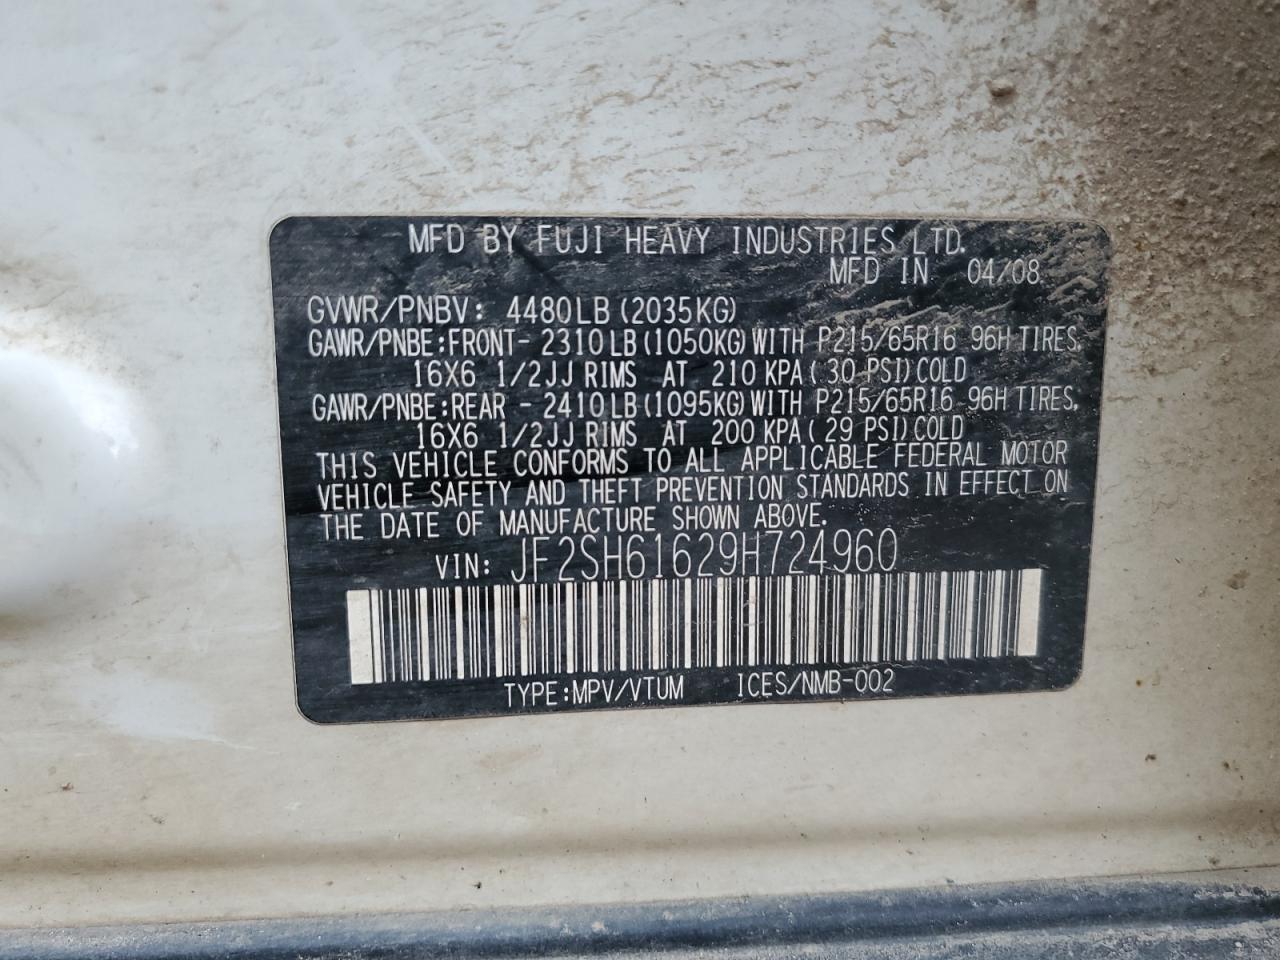 MFD BY FUJI HEAVY INDUSTRIES LTD.
MFD IN 04/08
GVWR/PNBV: 4480LB (2035KG)
GAWR/PNBE:FRONT- 2310LB(1050KG)WITH P215/65R16 96H TIRES,
16X6 1/2JJ RIMS AT 210 KPA( 30 PSI)COLD
GAWR/PNBE:REAR - 2410LB(1095KG)WITH P215/65R16 96H TIRES,
16X6 1/2JJ RIMS AT 200 KPA( 29 PSI)COLD
THIS VEHICLE CONFORMS TO ALL APPLICABLE FEDERAL MOTOR
VEHICLE SAFETY AND THEFT PREVENTION STANDARDS IN EFFECT ON
THE DATE OF MANUFACTURE SHOWN ABOVE.
VIN: JF2SH61629H724960
TYPE:MPV/VTUM ICES/NMB-002